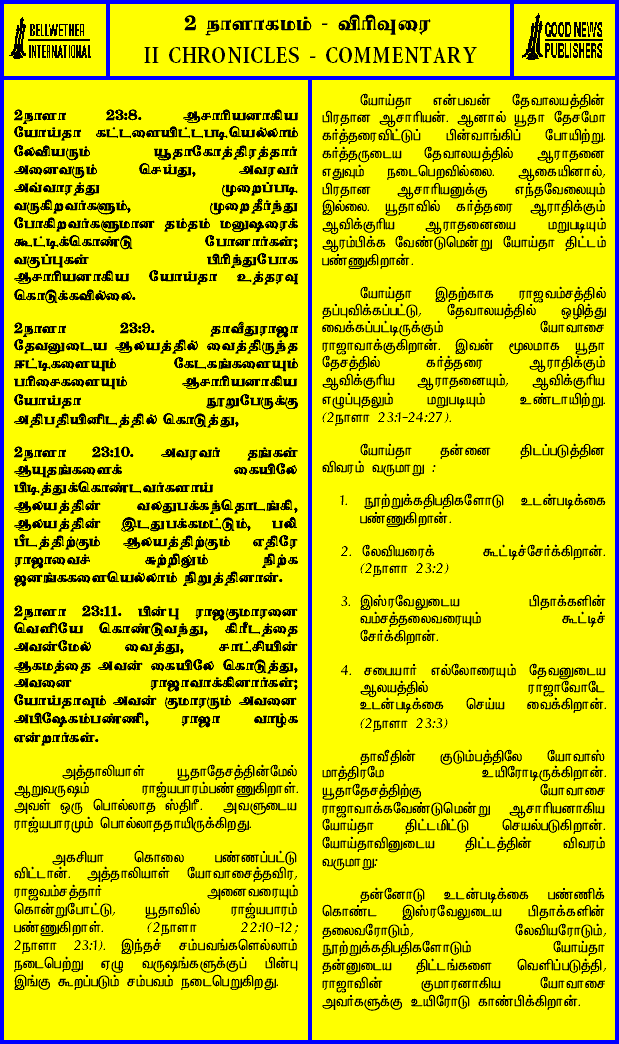 BELLWETHER
INTERNATIONAL
2 நாளாகமம் - விரிவுரை
II CHRONICLES - COMMENTARY
GOOD NEWS
PUBLISHERS
2நாளா 23:8. ஆசாரியனாகிய
யோய்தா கட்டளையிட்டபடியெல்லாம்
லேவியரும் யூதாகோத்திரத்தார்
அனைவரும் செய்து, அவரவர்
அவ்வாரத்து முறைப்படி
வருகிறவர்களும், முறைதீர்ந்து
போகிறவர்களுமான தம்தம் மனுஷரைக்
கூட்டிக்கொண்டு போனார்கள்;
வகுப்புகள் பிரிந்துபோக
ஆசாரியனாகிய யோய்தா உத்தரவு
கொடுக்கவில்லை.
2நாளா 23:9. தாவீதுராஜா
தேவனுடைய ஆலயத்தில் வைத்திருந்த
ஈட்டிகளையும் கேடகங்களையும்
பரிசைகளையும் ஆசாரியனாகிய
யோய்தா நூறுபேருக்கு
அதிபதியினிடத்தில் கொடுத்து,
2நாளா 23:10. அவரவர் தங்கள்
ஆயுதங்களைக் கையிலே
பிடித்துக்கொண்டவர்களாய்
ஆலயத்தின் வலதுபக்கந்தொடங்கி,
ஆலயத்தின் இடதுபக்கமட்டும், பலி
பீடத்திற்கும் ஆலயத்திற்கும் எதிரே
ராஜாவைச் சுற்றிலும் நிற்க
ஜனங்களையெல்லாம் நிறுத்தினான்.
2நாளா 23:11. பின்பு ராஜகுமாரனை
வெளியே கொண்டுவந்து, கிரீடத்தை
அவன்மேல் வைத்து, சாட்சியின்
ஆகமத்தை அவன் கையிலே கொடுத்து,
அவனை ராஜாவாக்கினார்கள்;
யோய்தாவும் அவன் குமாரரும் அவனை
அபிஷேகம்பண்ணி, ராஜா வாழ்க
என்றார்கள்.
அத்தாலியாள் யூதாதேசத்தின்மேல்
ஆறுவருஷம் ராஜ்யபாரம்பண்ணுகிறாள்.
அவள் ஒரு பொல்லாத ஸ்திரீ. அவளுடைய
ராஜ்யபாரமும் பொல்லாததாயிருக்கிறது.
அகசியா கொலை பண்ணப்பட்டு
விட்டான். அத்தாலியாள் யோவாசைத்தவிர,
ராஜவம்சத்தார் அனைவரையும்
கொன்றுபோட்டு, யூதாவில் ராஜ்யபாரம்
பண்ணுகிறாள். (2நாளா 22:10-12;
2நாளா 23:1). இந்தச் சம்பவங்களெல்லாம்
நடைபெற்று ஏழு வருஷங்களுக்குப் பின்பு
இங்கு கூறப்படும் சம்பவம் நடைபெறுகிறது.
யோய்தா என்பவன் தேவாலயத்தின்
பிரதான ஆசாரியன். ஆனால் யூதா தேசமோ
கர்த்தரைவிட்டுப் பின்வாங்கிப் போயிற்று.
கர்த்தருடைய தேவாலயத்தில் ஆராதனை
எதுவும் நடைபெறவில்லை. ஆகையினால்,
பிரதான ஆசாரியனுக்கு எந்தவேலையும்
இல்லை. யூதாவில் கர்த்தரை ஆராதிக்கும்
ஆவிக்குரிய ஆராதனையை மறுபடியும்
ஆரம்பிக்க வேண்டுமென்று யோய்தா திட்டம்
பண்ணுகிறான்.
யோய்தா இதற்காக ராஜவம்சத்தில்
தப்புவிக்கப்பட்டு, தேவாலயத்தில் ஒழித்து
வைக்கப்பட்டிருக்கும் யோவாசை
ராஜாவாக்குகிறான். இவன் மூலமாக யூதா
தேசத்தில் கர்த்தரை ஆராதிக்கும்
ஆவிக்குரிய ஆராதனையும், ஆவிக்குரிய
எழுப்புதலும் மறுபடியும் உண்டாயிற்று.
(2நாளா 23:1-24:27).
யோய்தா தன்னை திடப்படுத்தின
விவரம் வருமாறு :
1. நூற்றுக்கதிபதிகளோடு உடன்படிக்கை
பண்ணுகிறான்.
2. லேவியரைக் கூட்டிச்சேர்க்கிறான்.
(2நாளா 23:2)
3. இஸ்ரவேலுடைய பிதாக்களின்
வம்சத்தலைவரையும் கூட்டிச்
சேர்க்கிறான்.
4. சபையார் எல்லோரையும் தேவனுடைய
ஆலயத்தில் ராஜாவோடே
உடன்படிக்கை செய்ய வைக்கிறான்.
(2நாளா 23:3)
தாவீதின் குடும்பத்திலே யோவாஸ்
மாத்திரமே உயிரோடிருக்கிறான்.
யூதாதேசத்திற்கு யோவாசை
ராஜாவாக்கவேண்டுமென்று ஆசாரியனாகிய
யோய்தா திட்டமிட்டு செயல்படுகிறான்.
யோய்தாவினுடைய திட்டத்தின் விவரம்
வருமாறு:
தன்னோடு உடன்படிக்கை பண்ணிக்
கொண்ட இஸ்ரவேலுடைய பிதாக்களின்
தலைவரோடும், லேவியரோடும்,
நூற்றுக்கதிபதிகளோடும் யோய்தா
தன்னுடைய திட்டங்களை வெளிப்படுத்தி,
ராஜாவின் குமாரனாகிய யோவாசை
அவர்களுக்கு உயிரோடு காண்பிக்கிறான்.